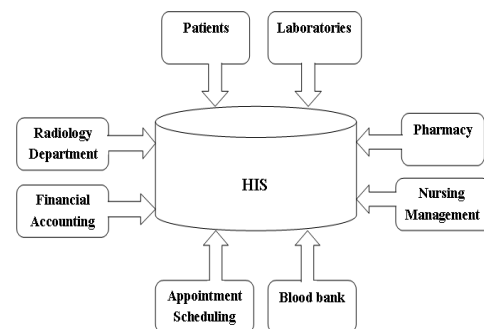 Patients
Laboratories
Radiology
Department
Pharmacy
HIS
Financial
Accounting
Nursing
Management
Appointment
Scheduling
Blood bank